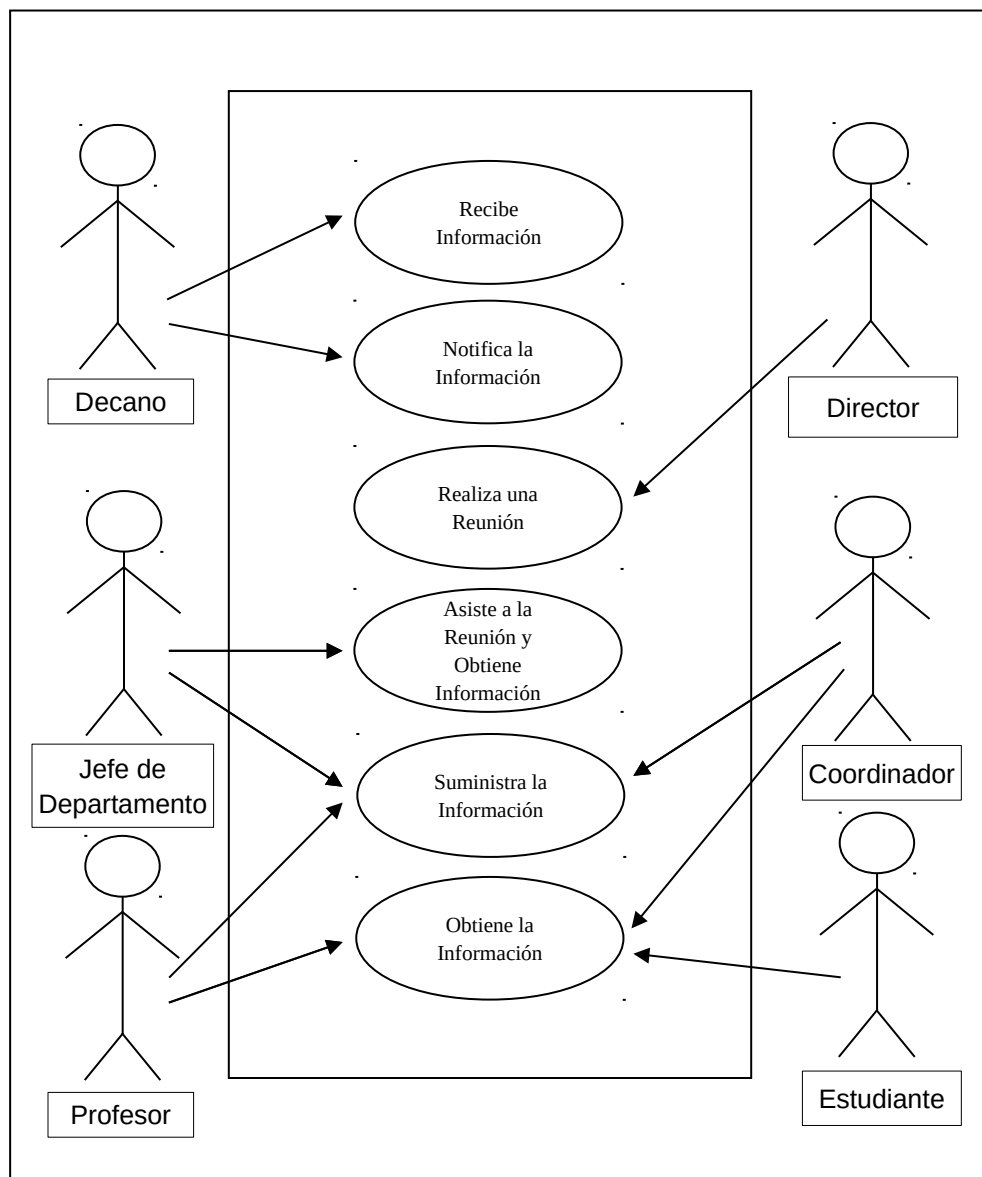 Recibe
Información
Notifica la
Información
Decano
Director
Realiza una
Reunión
Asiste a la
Reunión y
Obtiene
Información
Jefe de
Departamento
Coordinador
Suministra la
Información
Obtiene la
Información
Profesor
Estudiante